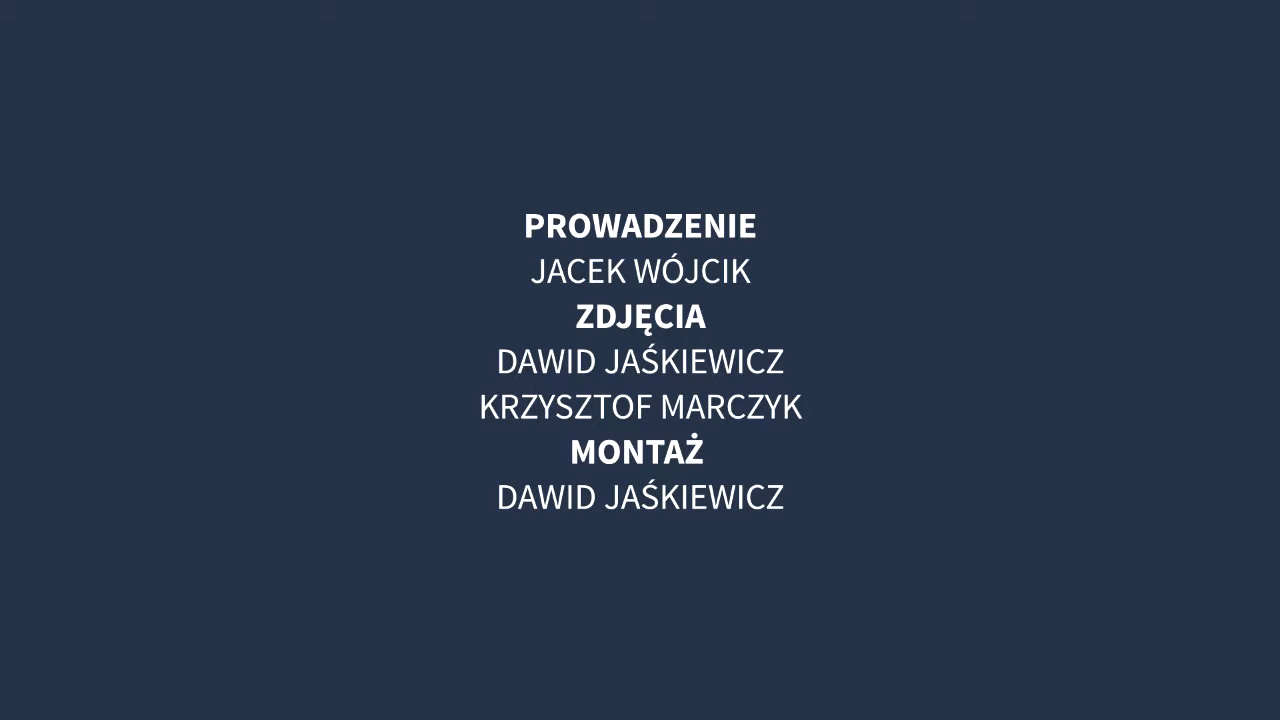 PROWADZENIE
JACEK WÓJCIK
ZDJĘCIA
DAWID JAŚKIEWICZ
KRZYSZTOF MARCZYK
MONTAŻ
DAWID JAŚKIEWICZ